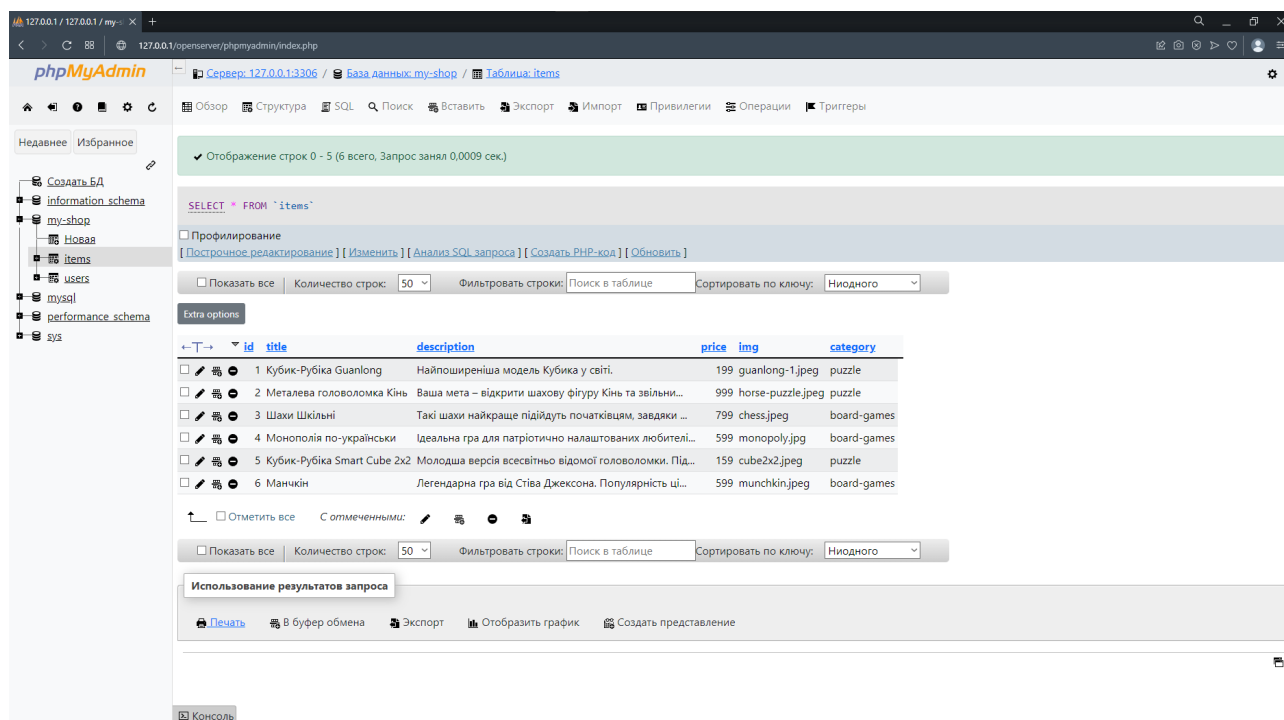 127.0.0.1 / 127.0.0.1 / my-s
127.0.0.1/openserver/phpmyadmin/index.php
phpMyAdmin
Сервер: 127.0.0.1:3306 / База данных: my-shop / Таблица: items
Обзор Структура SQL Поиск Вставить Экспорт Импорт Привилегии Операции Триггеры
Недавнее Избранное
Создать БД
information_schema
my-shop
Новая
items
users
mysql
performance_schema
sys
Отображение строк 0 - 5 (6 всего, Запрос занял 0,0009 сек.)
SELECT * FROM `items`
Профилирование
[ Построчное редактирование ] [ Изменить ] [ Анализ SQL запроса ] [ Создать PHP-код ] [ Обновить ]
Показать все | Количество строк: 50 Фильтровать строки: Поиск в таблице Сортировать по ключу: Ниодного
Extra options
←T→ id title description price img category
1 Кубик-Рубіка Guanlong Найпоширеніша модель Кубика у світі. 199 guanlong-1.jpeg puzzle
2 Металева головоломка Кінь Ваша мета – відкрити шахову фігуру Кінь та звільни... 999 horse-puzzle.jpeg puzzle
3 Шахи Шкільні Такі шахи найкраще підійдуть початківцям, завдяки ... 799 chess.jpeg board-games
4 Монополія по-українськи Ідеальна гра для патріотично налаштованих любителі... 599 monopoly.jpg board-games
5 Кубик-Рубіка Smart Cube 2x2 Молодша версія всесвітньо відомої головоломки. Під... 159 cube2x2.jpeg puzzle
6 Манчкін Легендарна гра від Стіва Джексона. Популярність ці... 599 munchkin.jpeg board-games
Отметить все С отмеченными:
Показать все | Количество строк: 50 Фильтровать строки: Поиск в таблице Сортировать по ключу: Ниодного
Использование результатов запроса
Печать В буфер обмена Экспорт Отобразить график Создать представление
Консоль